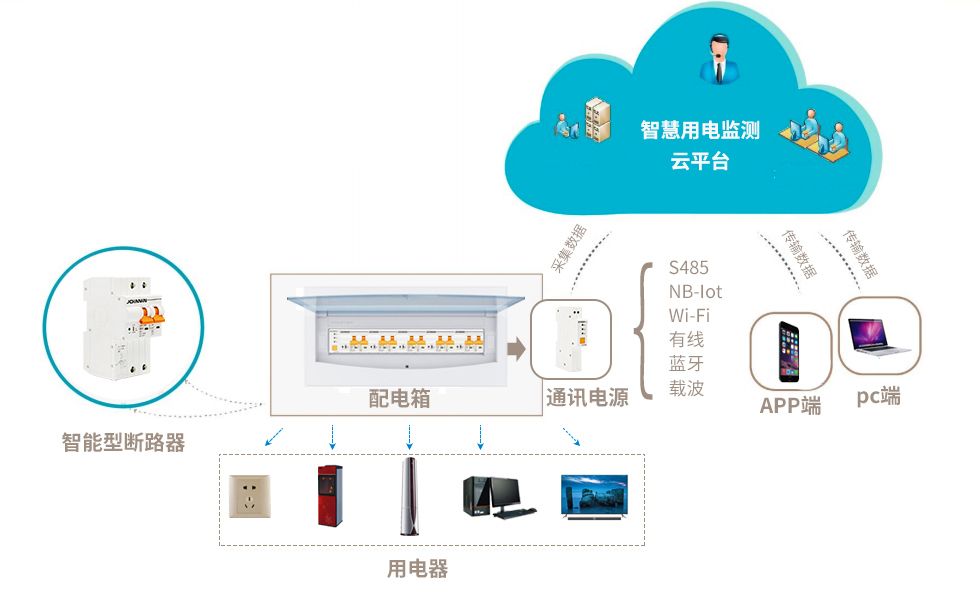 智慧用电监测
云平台
采集数据
传输数据
传输数据
S485
NB-Iot
Wi-Fi
有线
蓝牙
载波
JOHNNAN
配电箱
通讯电源
APP端
pc端
智能型断路器
用电器